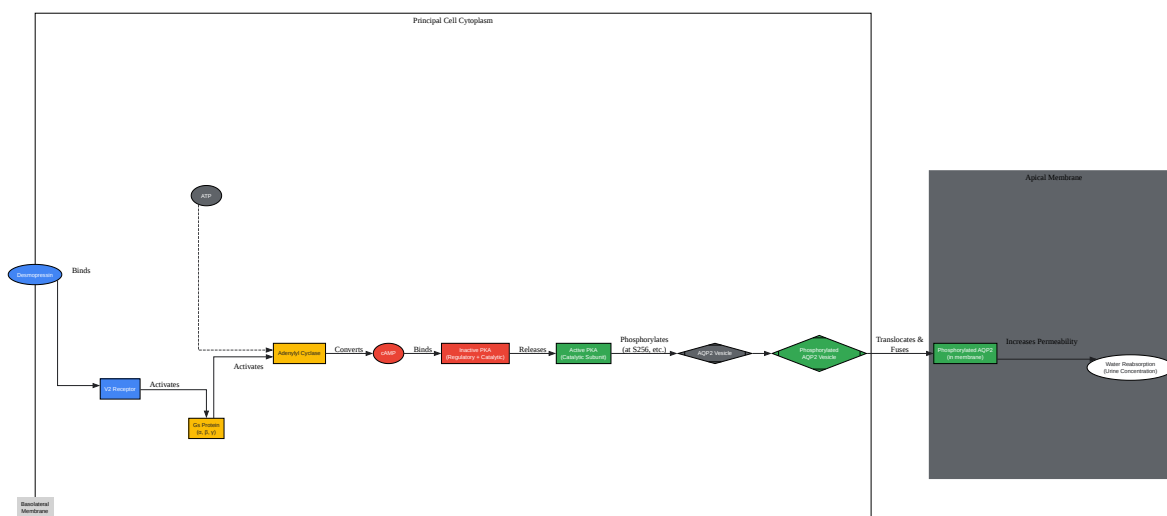 Principal Cell Cytoplasm
Apical Membrane
ATP
Desmopressin
Binds
V2 Receptor
Activates
Gs Protein
(α, β, γ)
Activates
Adenylyl Cyclase
Converts
cAMP
Binds
Inactive PKA
(Regulatory + Catalytic)
Releases
Active PKA
(Catalytic Subunit)
Phosphorylates
(at S256, etc.)
AQP2 Vesicle
Phosphorylated
AQP2 Vesicle
Translocates &
Fuses
Phosphorylated AQP2
(in membrane)
Increases Permeability
Water Reabsorption
(Urine Concentration)
Basolateral
Membrane